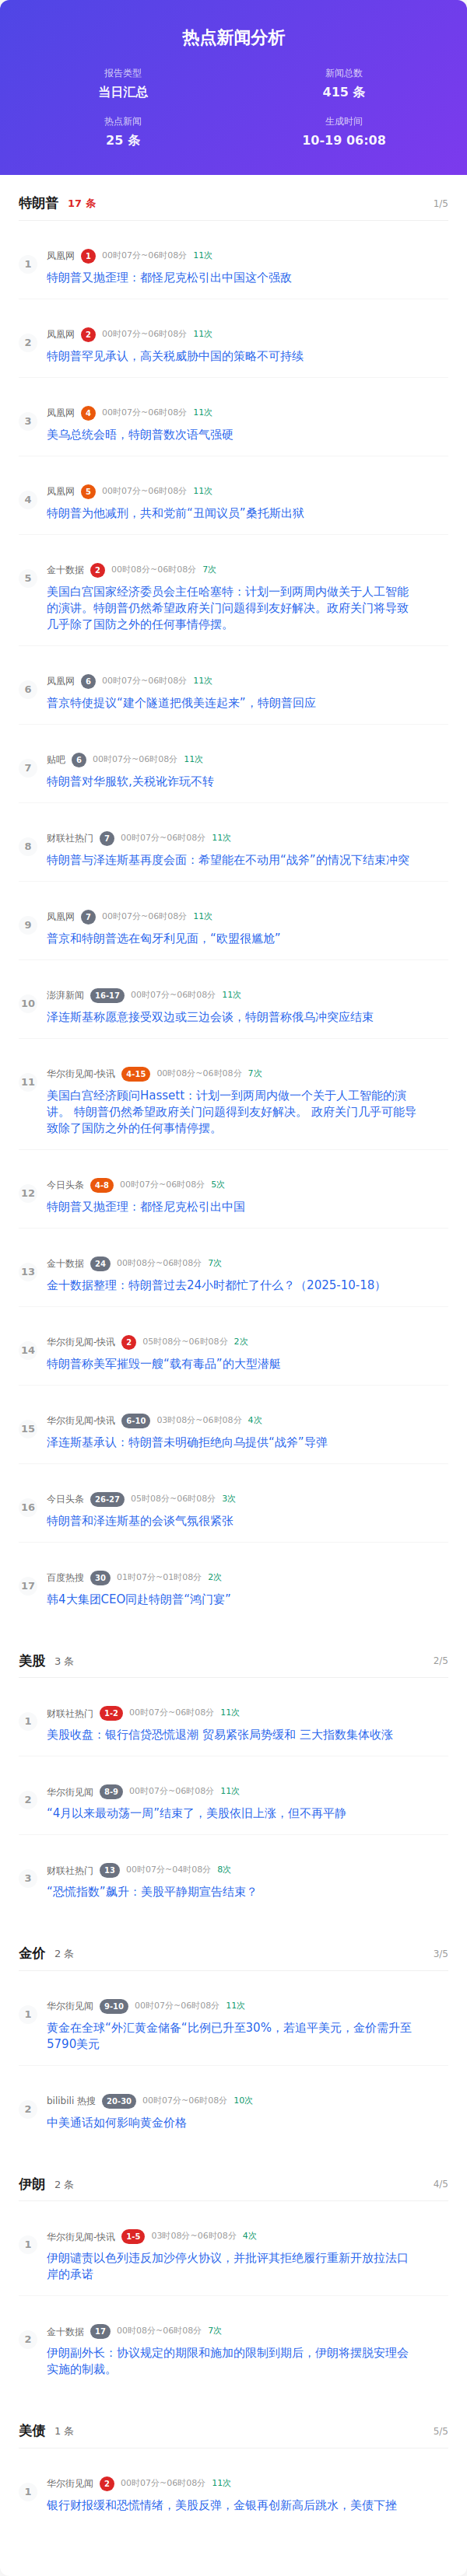 热点新闻分析
报告类型
新闻总数
当日汇总
415 条
热点新闻
生成时间
25 条
10-19 06:08
特朗普 17 条 1/5
1 凤凰网 1 00时07分~06时08分 11次
特朗普又抛歪理：都怪尼克松引出中国这个强敌
2 凤凰网 2 00时07分~06时08分 11次
特朗普罕见承认，高关税威胁中国的策略不可持续
3 凤凰网 4 00时07分~06时08分 11次
美乌总统会晤，特朗普数次语气强硬
4 凤凰网 5 00时07分~06时08分 11次
特朗普为他减刑，共和党前“丑闻议员”桑托斯出狱
5 金十数据 2 00时08分~06时08分 7次
美国白宫国家经济委员会主任哈塞特：计划一到两周内做关于人工智能
的演讲。特朗普仍然希望政府关门问题得到友好解决。政府关门将导致
几乎除了国防之外的任何事情停摆。
6 凤凰网 6 00时07分~06时08分 11次
普京特使提议“建个隧道把俄美连起来”，特朗普回应
7 贴吧 6 00时07分~06时08分 11次
特朗普对华服软,关税讹诈玩不转
8 财联社热门 7 00时07分~06时08分 11次
特朗普与泽连斯基再度会面：希望能在不动用“战斧”的情况下结束冲突
9 凤凰网 7 00时07分~06时08分 11次
普京和特朗普选在匈牙利见面，“欧盟很尴尬”
10 澎湃新闻 16-17 00时07分~06时08分 11次
泽连斯基称愿意接受双边或三边会谈，特朗普称俄乌冲突应结束
11 华尔街见闻-快讯 4-15 00时08分~06时08分 7次
美国白宫经济顾问Hassett：计划一到两周内做一个关于人工智能的演
讲。 特朗普仍然希望政府关门问题得到友好解决。 政府关门几乎可能导
致除了国防之外的任何事情停摆。
12 今日头条 4-8 00时07分~06时08分 5次
特朗普又抛歪理：都怪尼克松引出中国
13 金十数据 24 00时08分~06时08分 7次
金十数据整理：特朗普过去24小时都忙了什么？（2025-10-18）
14 华尔街见闻-快讯 2 05时08分~06时08分 2次
特朗普称美军摧毁一艘“载有毒品”的大型潜艇
15 华尔街见闻-快讯 6-10 03时08分~06时08分 4次
泽连斯基承认：特朗普未明确拒绝向乌提供“战斧”导弹
16 今日头条 26-27 05时08分~06时08分 3次
特朗普和泽连斯基的会谈气氛很紧张
17 百度热搜 30 01时07分~01时08分 2次
韩4大集团CEO同赴特朗普“鸿门宴”
美股 3 条 2/5
1 财联社热门 1-2 00时07分~06时08分 11次
美股收盘：银行信贷恐慌退潮 贸易紧张局势缓和 三大指数集体收涨
2 华尔街见闻 8-9 00时07分~06时08分 11次
“4月以来最动荡一周”结束了，美股依旧上涨，但不再平静
3 财联社热门 13 00时07分~04时08分 8次
“恐慌指数”飙升：美股平静期宣告结束？
金价 2 条 3/5
1 华尔街见闻 9-10 00时07分~06时08分 11次
黄金在全球“外汇黄金储备“比例已升至30%，若追平美元，金价需升至
5790美元
2 bilibili 热搜 20-30 00时07分~06时08分 10次
中美通话如何影响黄金价格
伊朗 2 条 4/5
1 华尔街见闻-快讯 1-5 03时08分~06时08分 4次
伊朗谴责以色列违反加沙停火协议，并批评其拒绝履行重新开放拉法口
岸的承诺
2 金十数据 17 00时08分~06时08分 7次
伊朗副外长：协议规定的期限和施加的限制到期后，伊朗将摆脱安理会
实施的制裁。
美债 1 条 5/5
1 华尔街见闻 2 00时07分~06时08分 11次
银行财报缓和恐慌情绪，美股反弹，金银再创新高后跳水，美债下挫